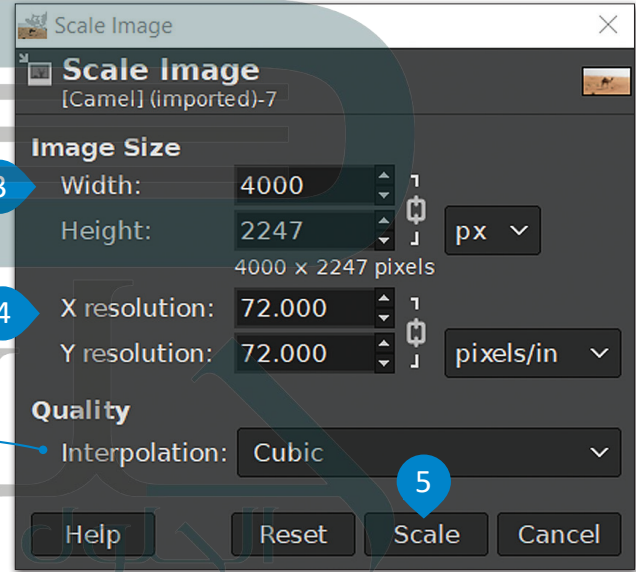 Scale Image
Scale Image
[Camel] (imported)-7
Image Size
3
Width: 4000
Height: 2247 px
4000 × 2247 pixels
4
X resolution: 72.000
Y resolution: 72.000 pixels/in
Quality
Interpolation: Cubic
5
Help Reset Scale Cancel
الحلول